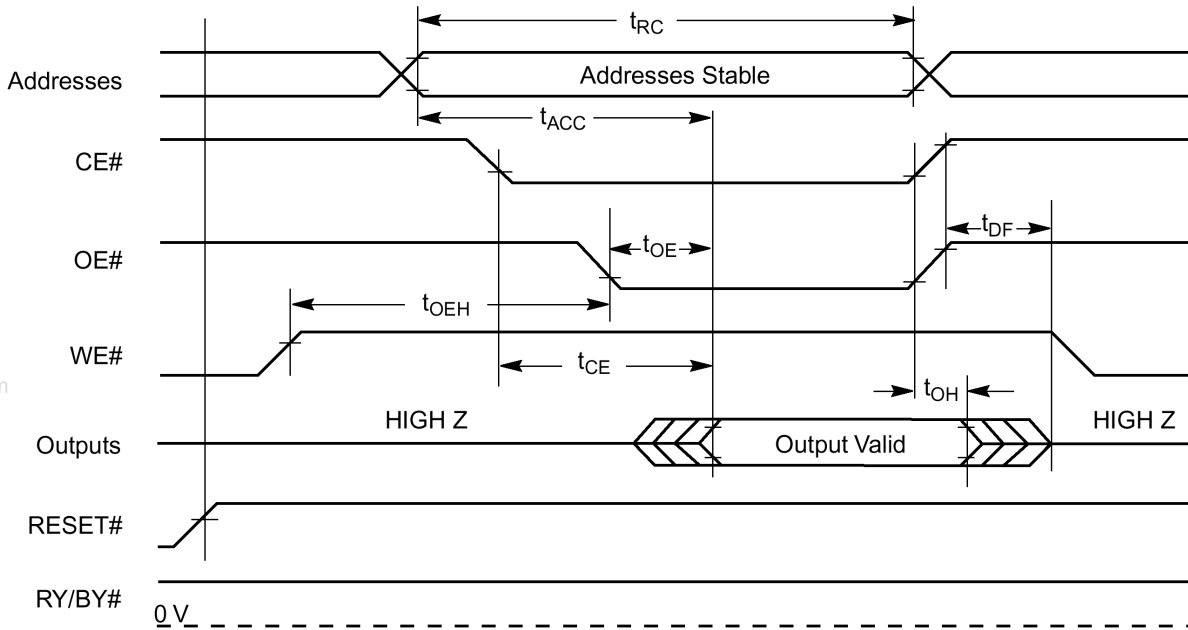 tRC
Addresses
Addresses Stable
tACC
CE#
tDF
OE#
tOE
tOEH
WE#
tCE
tOH
HIGH Z
HIGH Z
Outputs
Output Valid
RESET#
RY/BY#
0 V